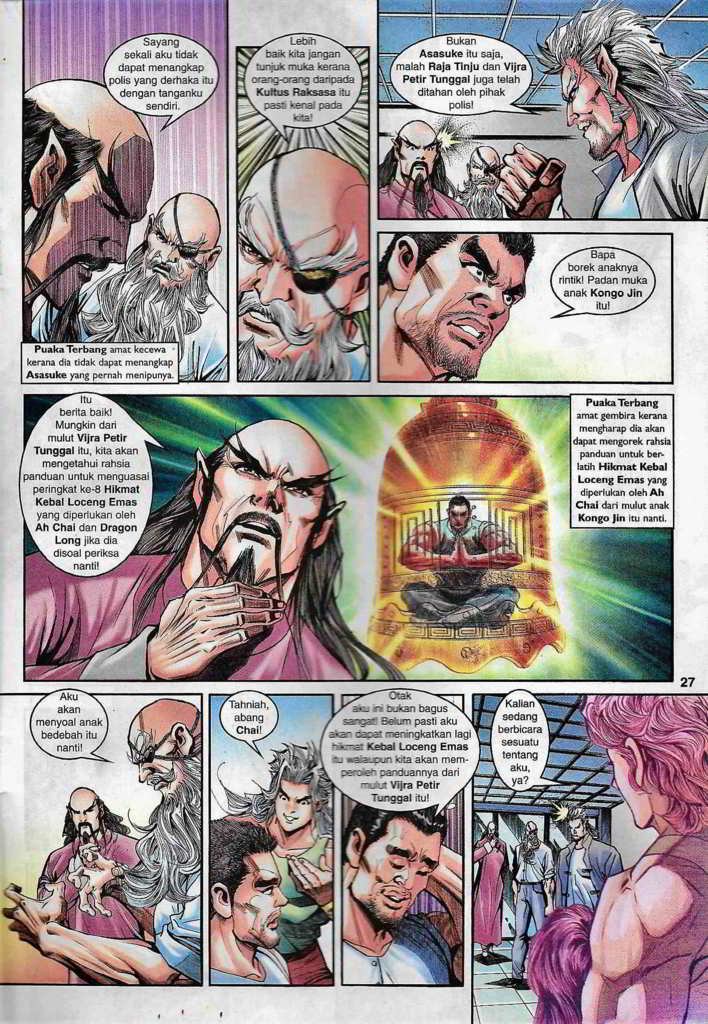 Sayang
sekali aku tidak
dapat menangkap
polis yang derhaka itu
dengan tanganku
sendiri.
Puaka Terbang amat kecewa
kerana dia tidak dapat menangkap
Asasuke yang pernah menipunya.
Lebih
baik kita jangan
tunjuk muka kerana
orang-orang daripada
Kultus Raksasa itu
pasti kenal pada
kita!
Bukan
Asasuke itu saja,
malah Raja Tinju dan Vijra
Petir Tunggal juga telah
ditahan oleh pihak
polis!
Bapa
borek anaknya
rintik! Padan muka
anak Kongo Jin
itu!
Itu
berita baik!
Mungkin dari
mulut Vijra Petir
Tunggal itu, kita akan
mengetahui rahsia
panduan untuk menguasai
peringkat ke-8 Hikmat
Kebal Loceng Emas
yang diperlukan oleh
Ah Chai dan Dragon
Long jika dia
disoal periksa
nanti!
Puaka Terbang
amat gembira kerana
mengharap dia akan
dapat mengorek rahsia
panduan untuk ber-
latih Hikmat Kebal
Loceng Emas yang
diperlukan oleh Ah
Chai dari mulut anak
Kongo Jin itu nanti.
27
Aku
akan
menyoal anak
bedebah itu
nanti!
Tahniah,
abang
Chai!
Otak
aku ini bukan bagus
sangat! Belum pasti aku
akan dapat meningkatkan lagi
hikmat Kebal Loceng Emas
itu walaupun kita akan mem-
peroleh panduannya dari
mulut Vijra Petir
Tunggal itu!
Kalian
sedang
berbicara
sesuatu
tentang
aku,
ya?